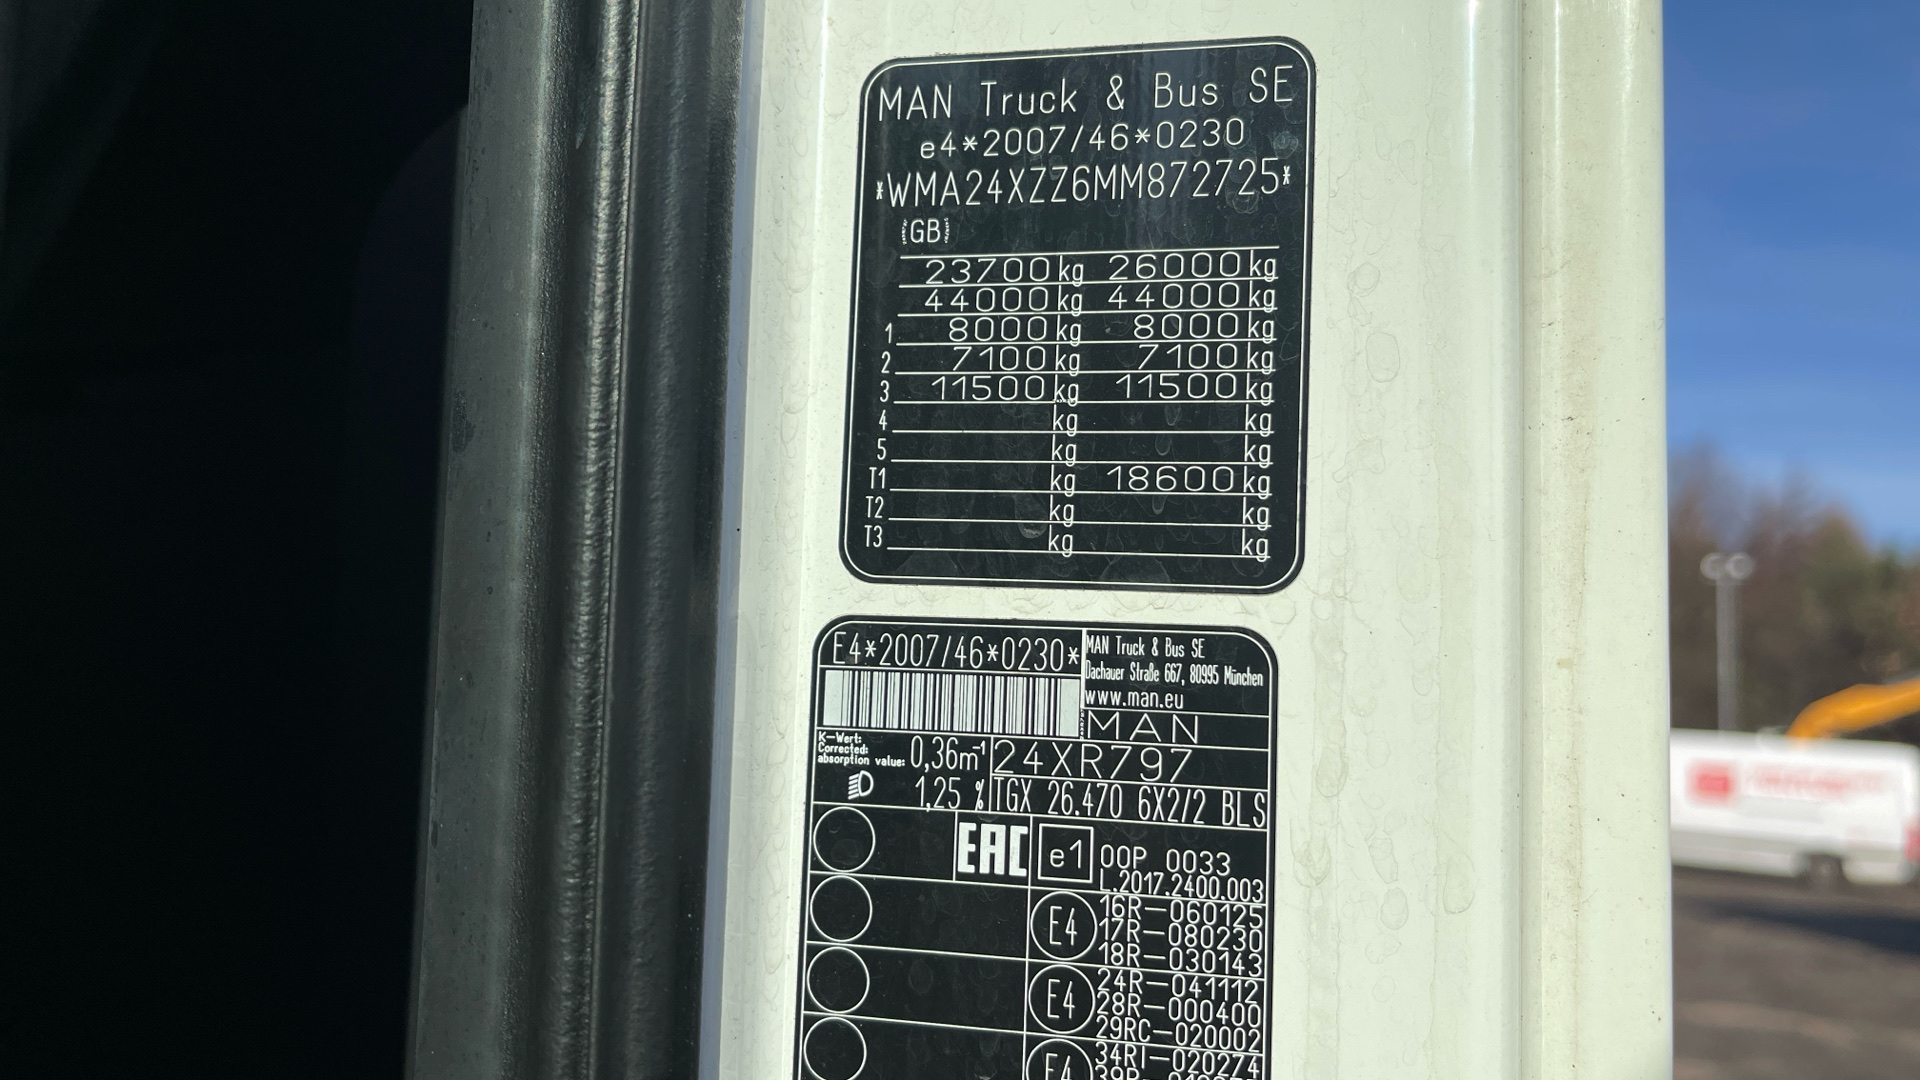 MAN Truck & Bus SE
e4*2007/46*0230
*WMA24XZZ6MM872725*
GB
23700 kg 26000 kg
44000 kg 44000 kg
1 8000 kg 8000 kg
2 7100 kg 7100 kg
3 11500 kg 11500 kg
4 kg kg
5 kg kg
T1 kg 18600 kg
T2 kg kg
T3 kg kg
E4*2007/46*0230*
MAN Truck & Bus SE
Dachauer Straße 667, 80995 München
www.man.eu
MAN
K-Wert:
Corrected:
absorption value: 0,36m-1
24XR797
1,25 %
TGX 26.470 6X2/2 BLS
EAC
e1
00P 0033
L.2017.2400.003
E4
16R-060125
17R-080230
18R-030143
E4
24R-041112
28R-000400
29RC-020002
E4
34RI-020274